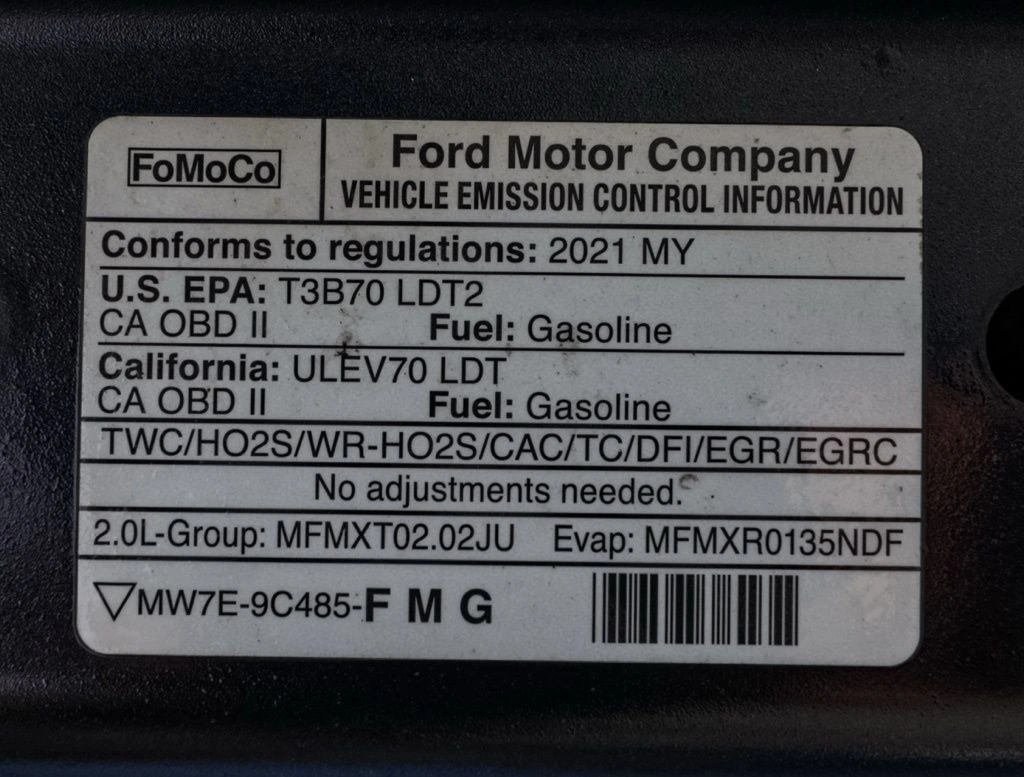 FoMoCo
Ford Motor Company
VEHICLE EMISSION CONTROL INFORMATION
Conforms to regulations: 2021 MY
U.S. EPA: T3B70 LDT2
CA OBD II Fuel: Gasoline
California: ULEV70 LDT
CA OBD II Fuel: Gasoline
TWC/HO2S/WR-HO2S/CAC/TC/DFI/EGR/EGRC
No adjustments needed.
2.0L-Group: MFMXT02.02JU Evap: MFMXR0135NDF
MW7E-9C485-F M G